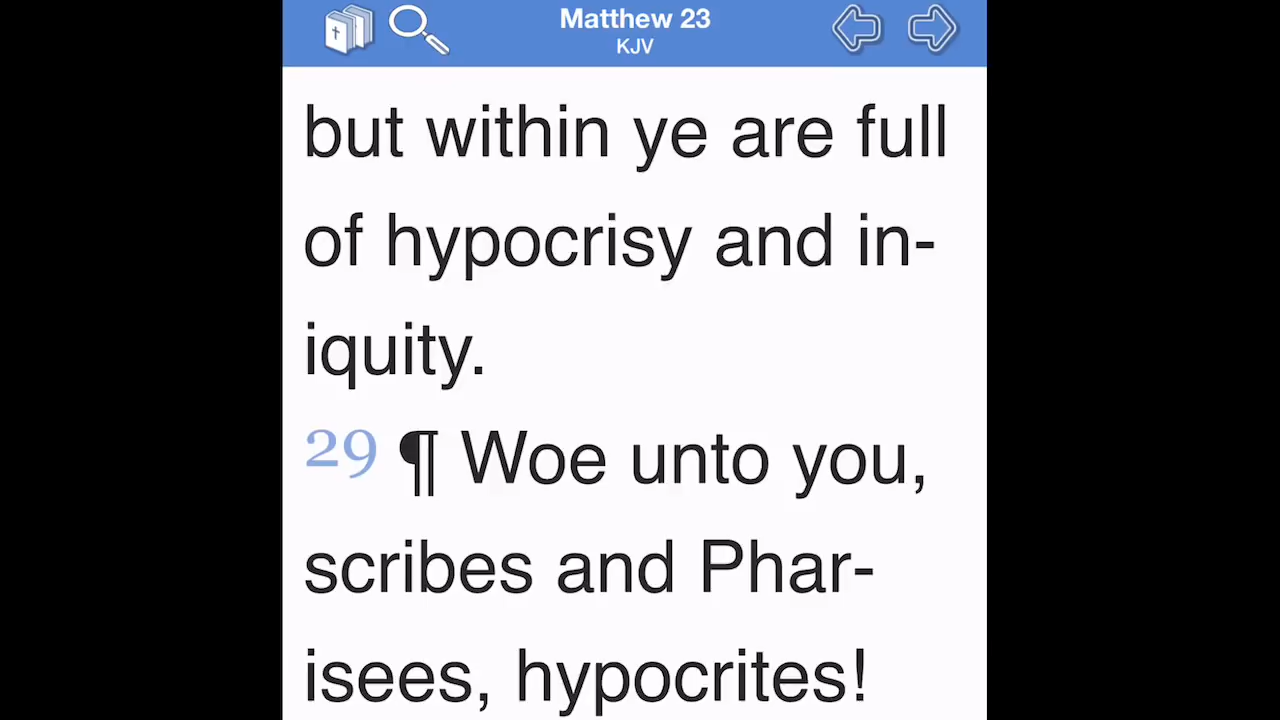 Matthew 23
KJV
but within ye are full
of hypocrisy and in-
iquity.
29 ¶ Woe unto you,
scribes and Phar-
isees, hypocrites!